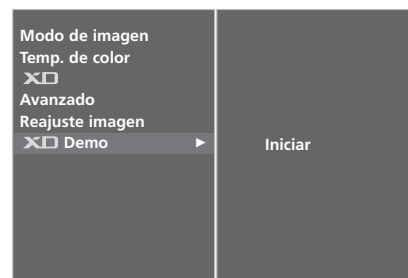 Modo de imagen
Temp. de color
XD
Avanzado
Reajuste imagen
XD Demo ►
Iniciar